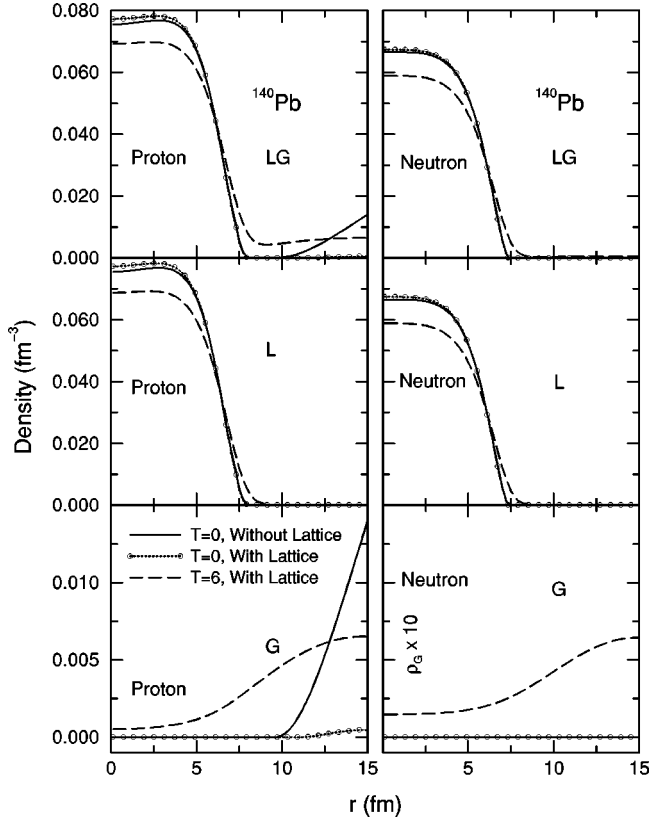 0.080
0.060
0.040
0.020
0.000
¹⁴⁰Pb
Proton
LG
¹⁴⁰Pb
Neutron
LG
Density (fm⁻³)
0.060
0.040
0.020
0.000
Proton
L
Neutron
L
0.010
0.005
0.000
T=0, Without Lattice
T=0, With Lattice
T=6, With Lattice
G
Proton
Neutron
G
ρG x 10
0 5 10 15 0 5 10 15
r (fm)